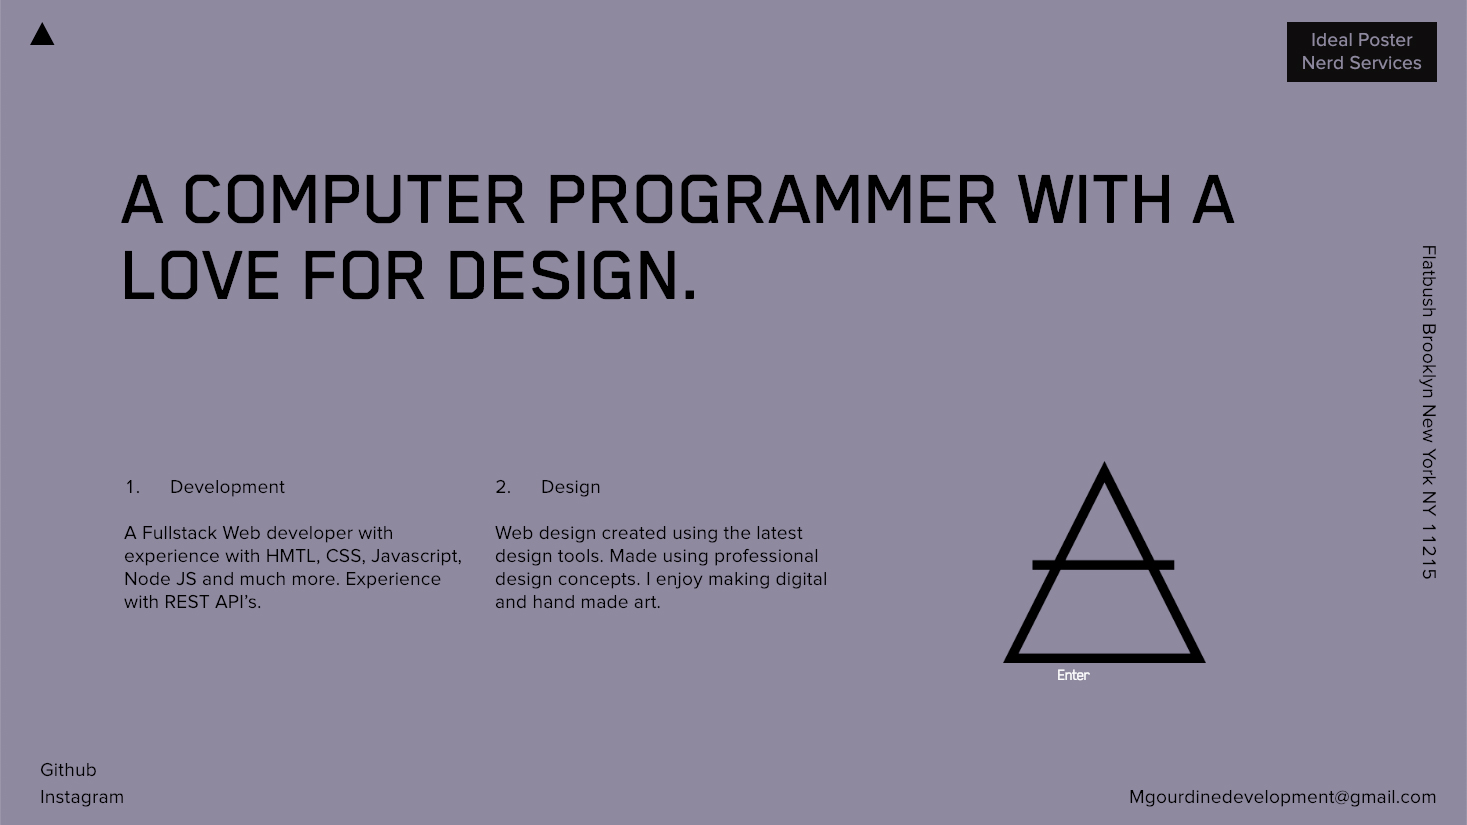 Ideal Poster
Nerd Services
A COMPUTER PROGRAMMER WITH A
LOVE FOR DESIGN.
Flatbush Brooklyn New York NY 11215
1. Development
A Fullstack Web developer with
experience with HMTL, CSS, Javascript,
Node JS and much more. Experience
with REST API’s.
2. Design
Web design created using the latest
design tools. Made using professional
design concepts. I enjoy making digital
and hand made art.
Enter
Github
Instagram
Mgourdinedevelopment@gmail.com